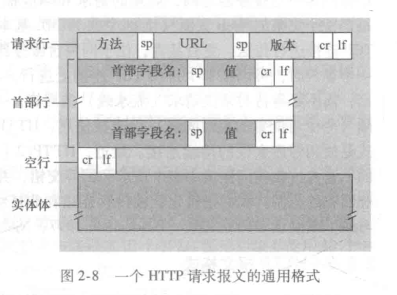 请求行 方法 sp URL sp 版本 cr lf
首部字段名： sp 值 cr lf
首部行
首部字段名： sp 值 cr lf
空行 cr lf
实体体
图 2-8 一个 HTTP 请求报文的通用格式